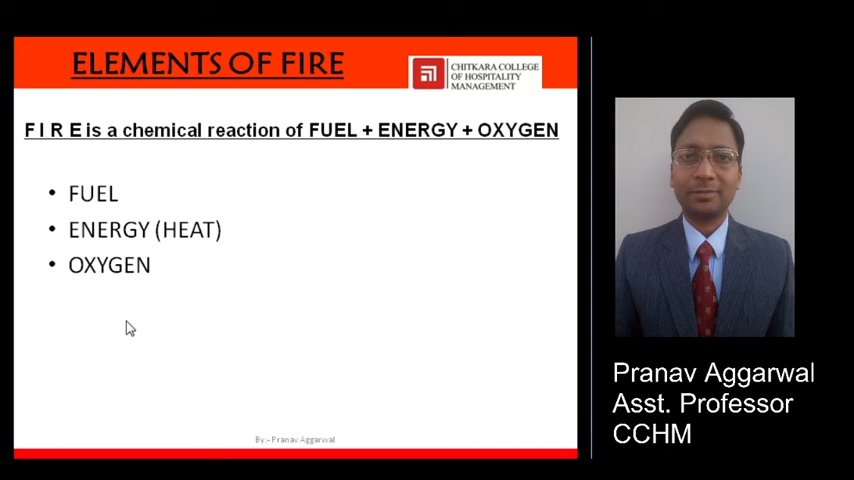 ELEMENTS OF FIRE
CHITKARA COLLEGE
OF HOSPITALITY
MANAGEMENT
F I R E is a chemical reaction of FUEL + ENERGY + OXYGEN
• FUEL
• ENERGY (HEAT)
• OXYGEN
By:- Pranav Aggarwal
Pranav Aggarwal
Asst. Professor
CCHM